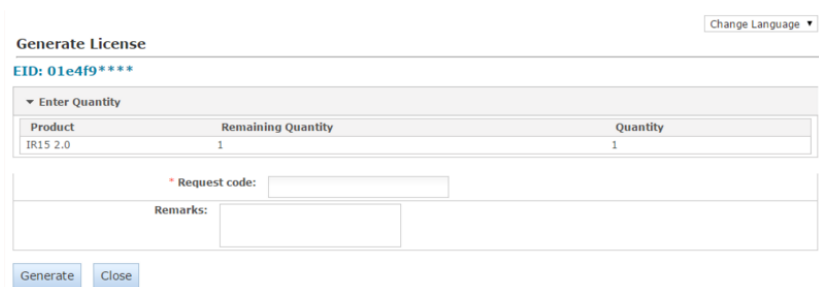 Change Language
Generate License
EID: 01e4f9****
Enter Quantity
Product Remaining Quantity Quantity
IR15 2.0 1 1
* Request code:
Remarks:
Generate Close